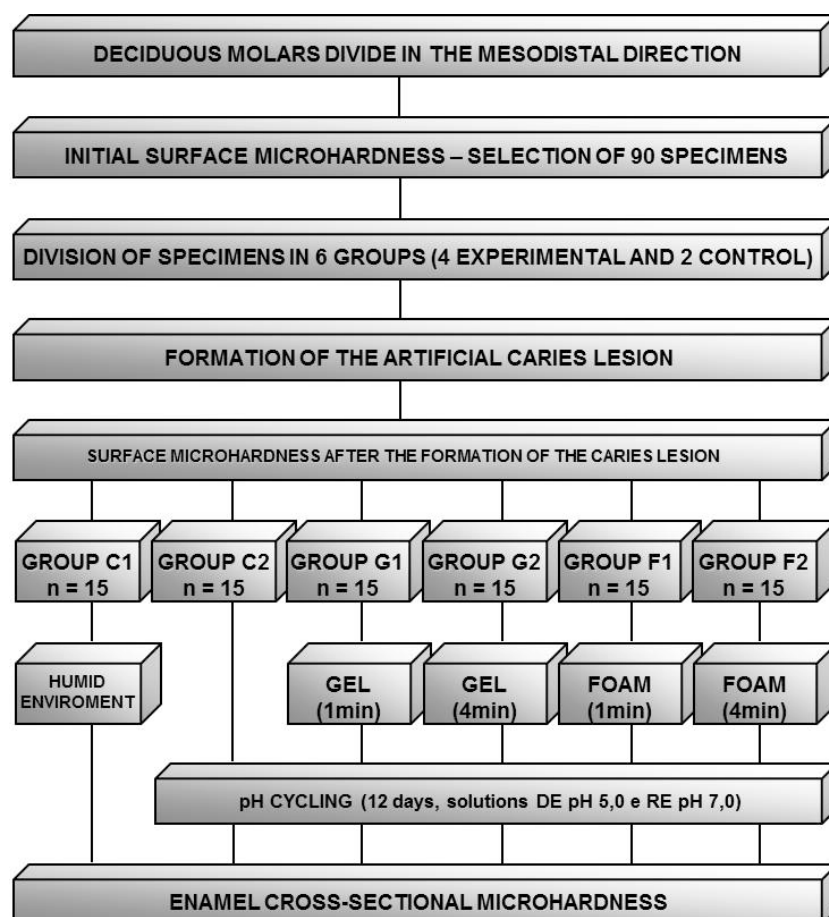 DECIDUOUS MOLARS DIVIDE IN THE MESODISTAL DIRECTION
INITIAL SURFACE MICROHARDNESS – SELECTION OF 90 SPECIMENS
DIVISION OF SPECIMENS IN 6 GROUPS (4 EXPERIMENTAL AND 2 CONTROL)
FORMATION OF THE ARTIFICIAL CARIES LESION
SURFACE MICROHARDNESS AFTER THE FORMATION OF THE CARIES LESION
GROUP C1
n = 15
GROUP C2
n = 15
GROUP G1
n = 15
GROUP G2
n = 15
GROUP F1
n = 15
GROUP F2
n = 15
HUMID
ENVIROMENT
GEL
(1min)
GEL
(4min)
FOAM
(1min)
FOAM
(4min)
pH CYCLING (12 days, solutions DE pH 5,0 e RE pH 7,0)
ENAMEL CROSS-SECTIONAL MICROHARDNESS